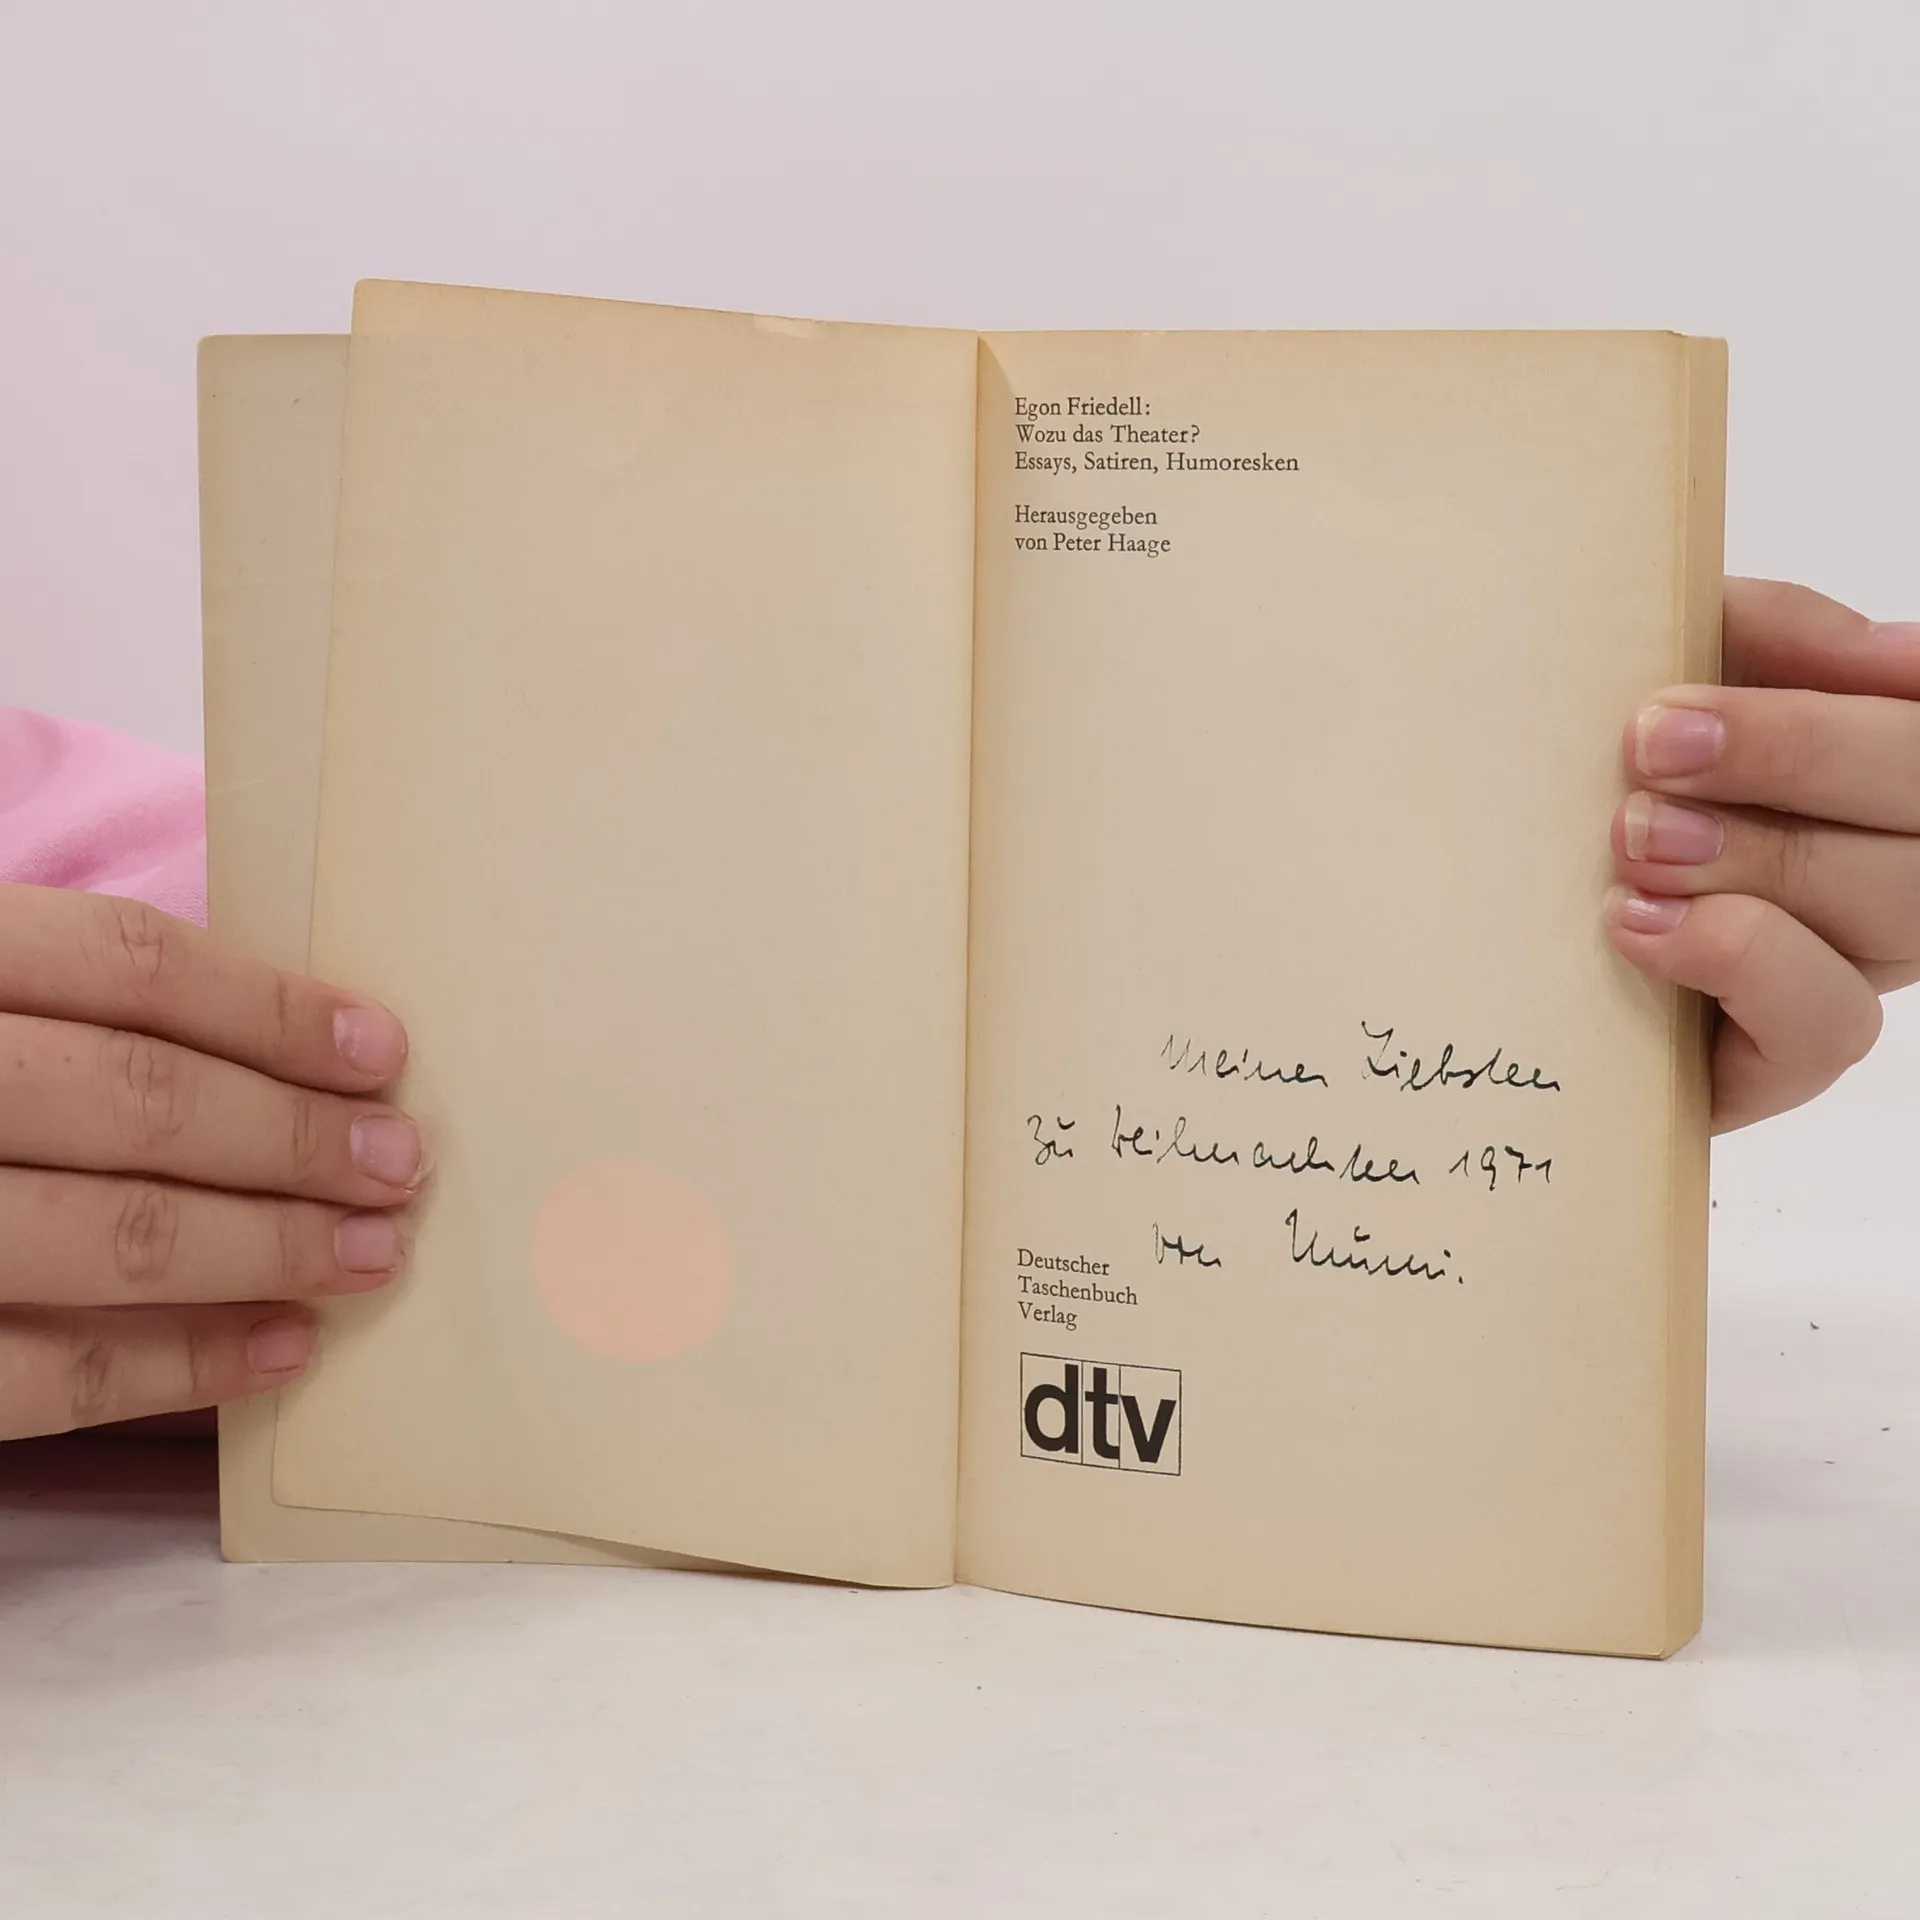 Egon Friedell:
Wozu das Theater?
Essays, Satiren, Humoresken
Herausgegeben
von Peter Haage
Meiner Liebsten
zu Weihnachten 1971
von
Deutscher
Taschenbuch
Verlag
dtv